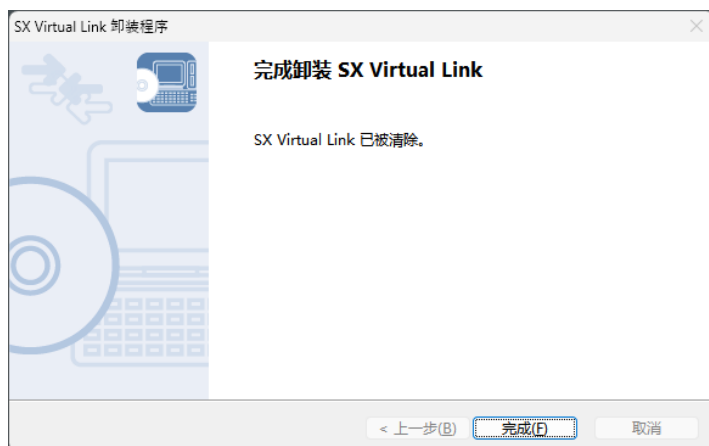 SX Virtual Link 卸装程序
完成卸装 SX Virtual Link
SX Virtual Link 已被清除。
< 上一步(B) 完成(F) 取消